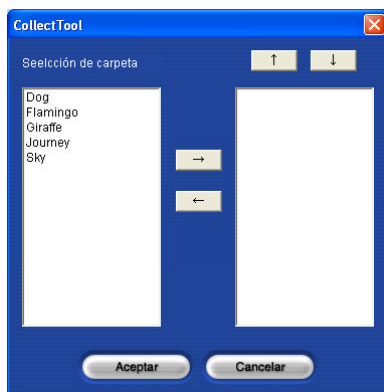 CollectTool
Seelcción de carpeta
↑ ↓
Dog
Flamingo
Giraffe
Journey
Sky
→
←
Aceptar Cancelar